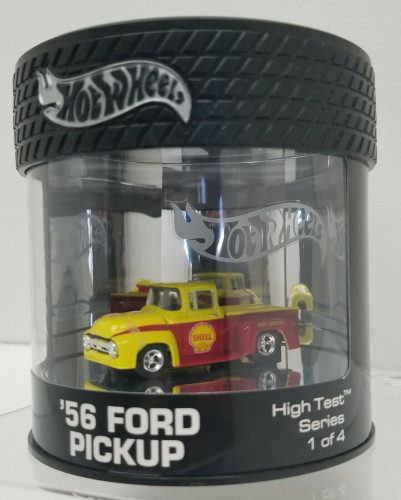 HOT WHEELS
HOT WHEELS
SHELL
'56 FORD
PICKUP
High Test™
Series
1 of 4